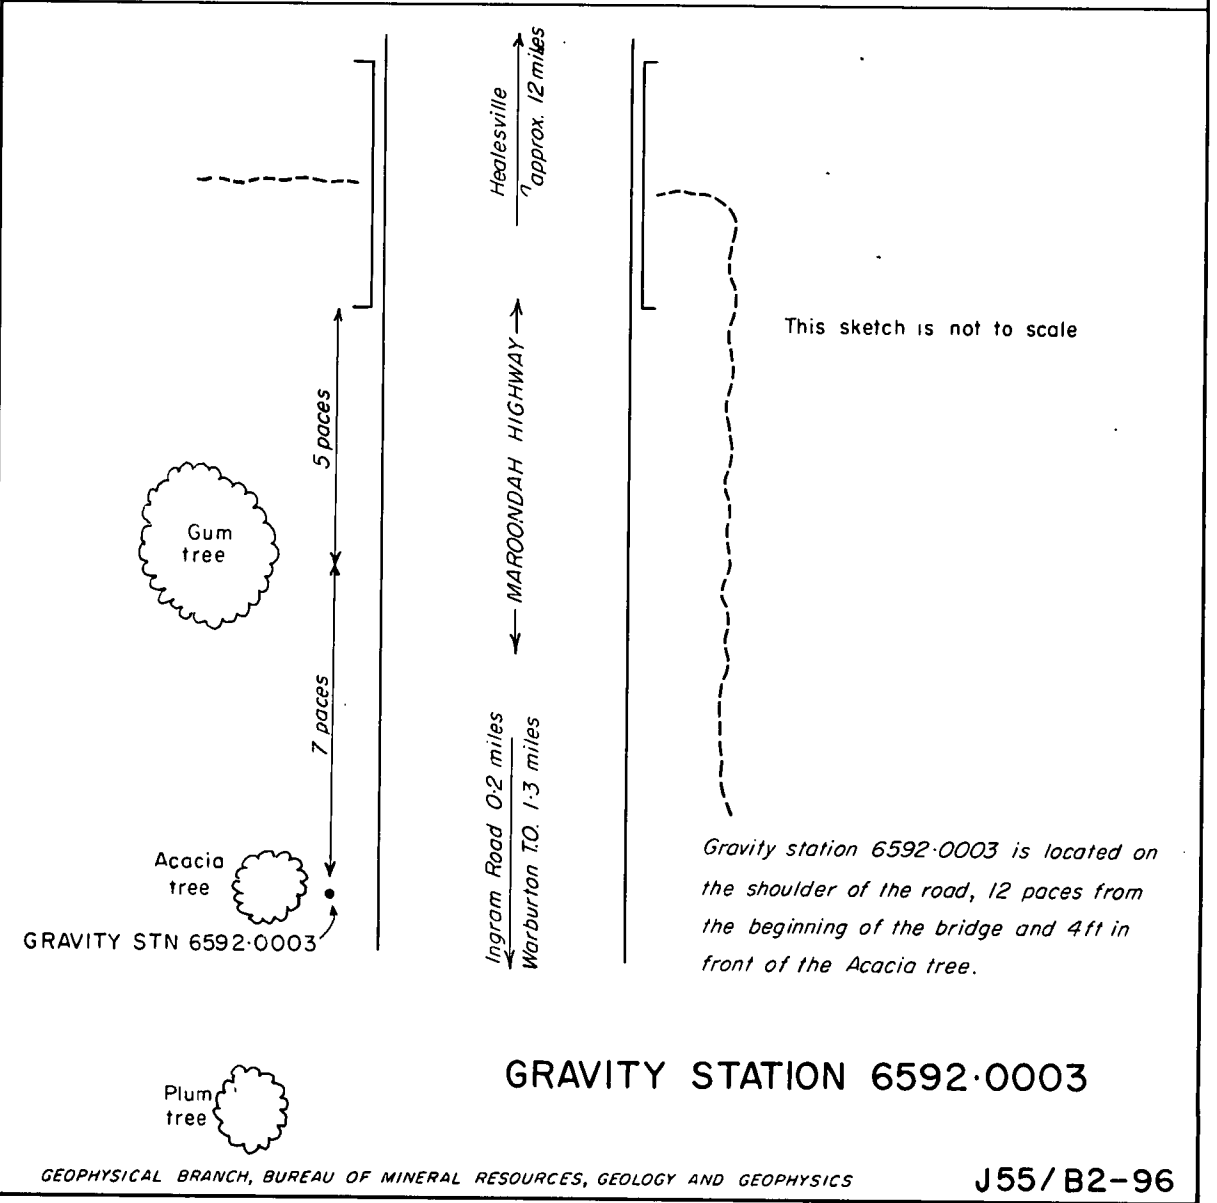 Healesville
approx. 12 miles
This sketch is not to scale
5 paces
MAROONDAH HIGHWAY
Gum
tree
7 paces
Ingram Road 0·2 miles
Warburton T.O. 1·3 miles
Acacia
tree
GRAVITY STN 6592·0003
Gravity station 6592·0003 is located on
the shoulder of the road, 12 paces from
the beginning of the bridge and 4ft in
front of the Acacia tree.
GRAVITY STATION 6592·0003
Plum
tree
GEOPHYSICAL BRANCH, BUREAU OF MINERAL RESOURCES, GEOLOGY AND GEOPHYSICS
J55/B2-96